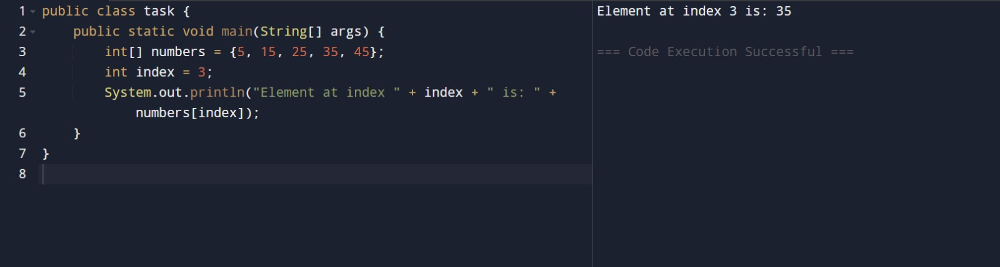 1 public class task {
2     public static void main(String[] args) {
3         int[] numbers = {5, 15, 25, 35, 45};
4         int index = 3;
5         System.out.println("Element at index " + index + " is: " +
            numbers[index]);
6     }
7 }
8
Element at index 3 is: 35
=== Code Execution Successful ===